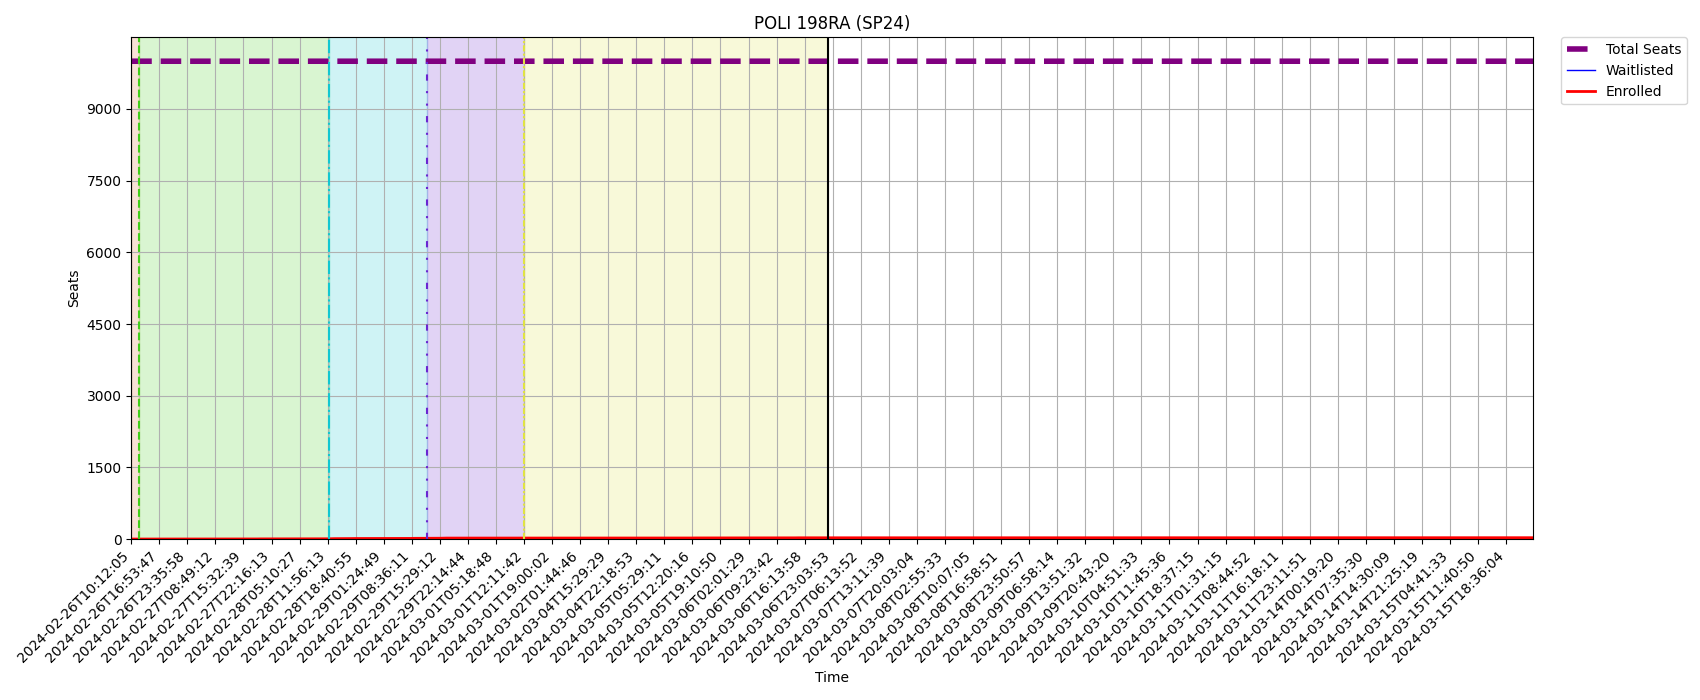 POLI 198RA (SP24)
Total Seats
Waitlisted
Enrolled
9000
7500
6000
4500
3000
1500
0
Seats
2024-02-26T10:12:05
2024-02-26T16:53:47
2024-02-26T23:35:58
2024-02-27T08:49:12
2024-02-27T15:32:39
2024-02-27T22:16:13
2024-02-28T05:10:27
2024-02-28T11:56:13
2024-02-28T18:40:55
2024-02-29T01:24:49
2024-02-29T08:36:11
2024-02-29T15:29:12
2024-02-29T22:14:44
2024-03-01T05:18:48
2024-03-01T12:11:42
2024-03-01T19:00:02
2024-03-02T01:44:46
2024-03-04T15:29:29
2024-03-04T22:18:53
2024-03-05T05:29:11
2024-03-05T12:20:16
2024-03-05T19:10:50
2024-03-06T02:01:29
2024-03-06T09:23:42
2024-03-06T16:13:58
2024-03-06T23:03:53
2024-03-07T06:13:52
2024-03-07T13:11:39
2024-03-07T20:03:04
2024-03-08T02:55:33
2024-03-08T10:07:05
2024-03-08T16:58:51
2024-03-08T23:50:57
2024-03-09T06:58:14
2024-03-09T13:51:32
2024-03-09T20:43:20
2024-03-10T04:51:33
2024-03-10T11:45:36
2024-03-10T18:37:15
2024-03-11T01:31:15
2024-03-11T08:44:52
2024-03-11T16:18:11
2024-03-11T23:11:51
2024-03-14T00:19:20
2024-03-14T07:35:30
2024-03-14T14:30:09
2024-03-14T21:25:19
2024-03-15T04:41:33
2024-03-15T11:40:50
2024-03-15T18:36:04
Time